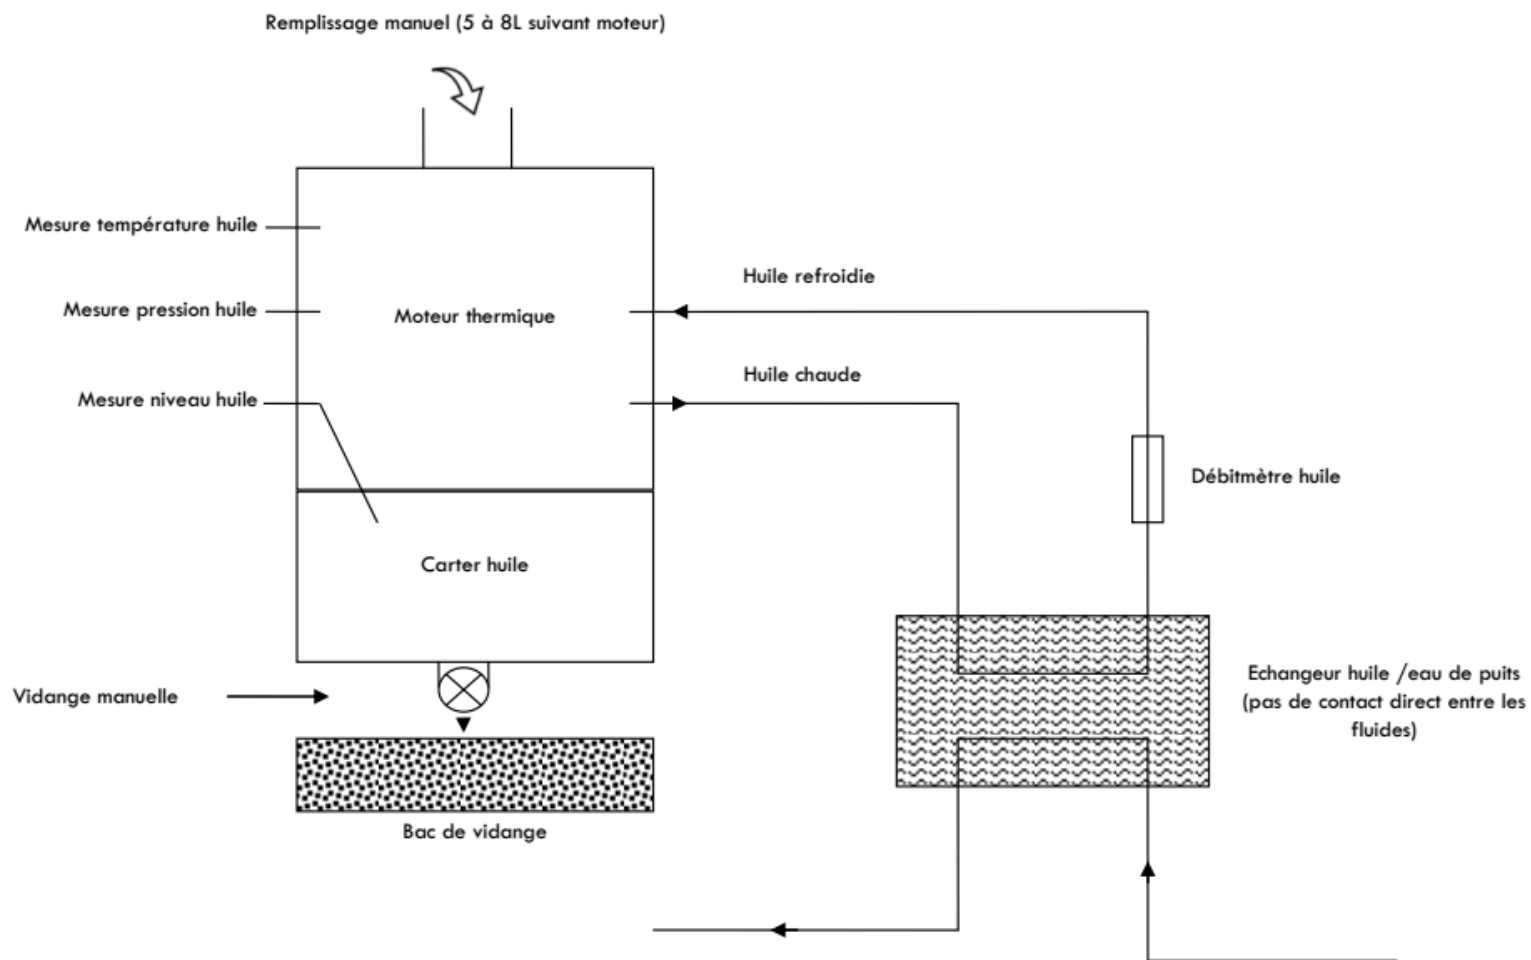 Remplissage manuel (5 à 8L suivant moteur)
Mesure température huile
Huile refroidie
Mesure pression huile
Moteur thermique
Huile chaude
Mesure niveau huile
Débitmètre huile
Carter huile
Echangeur huile /eau de puits
(pas de contact direct entre les
fluides)
Vidange manuelle
Bac de vidange